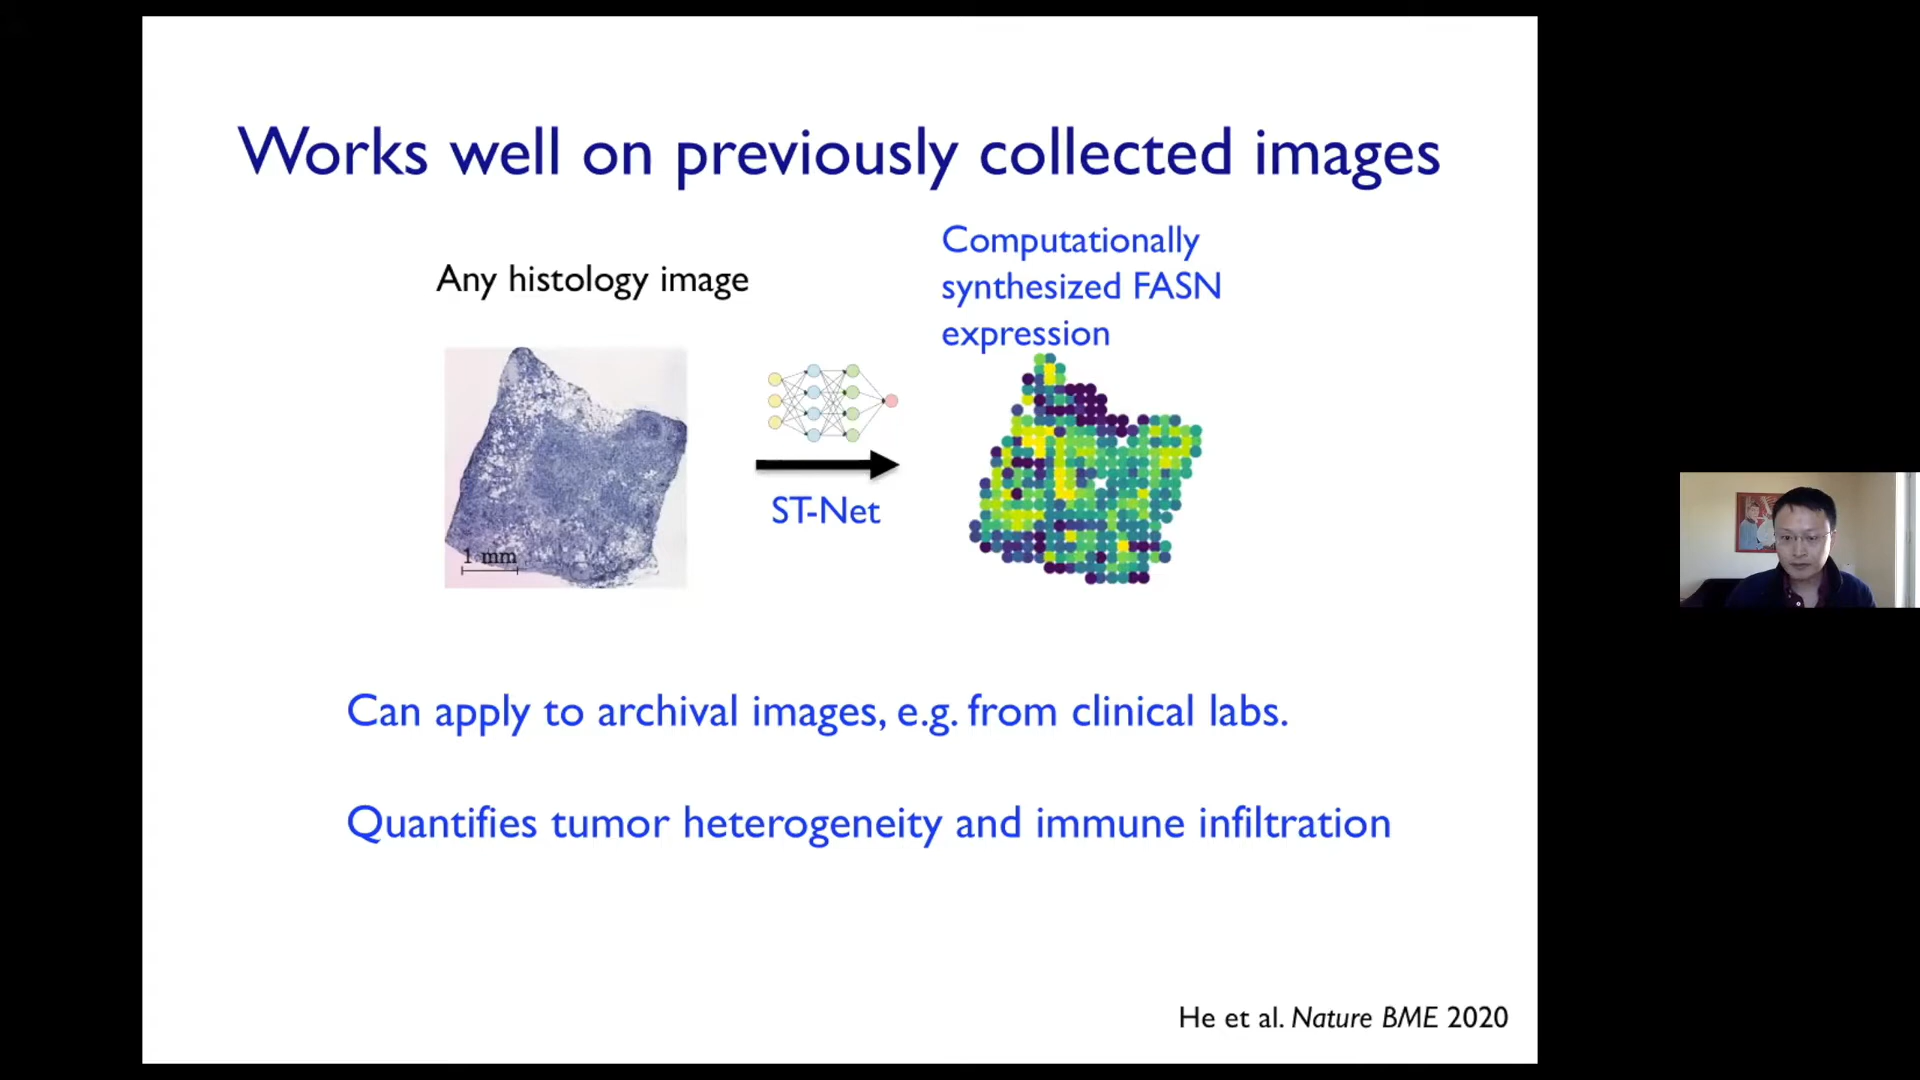 Works well on previously collected images
Any histology image
Computationally
synthesized FASN
expression
ST-Net
1 mm
Can apply to archival images, e.g. from clinical labs.
Quantifies tumor heterogeneity and immune infiltration
He et al. Nature BME 2020